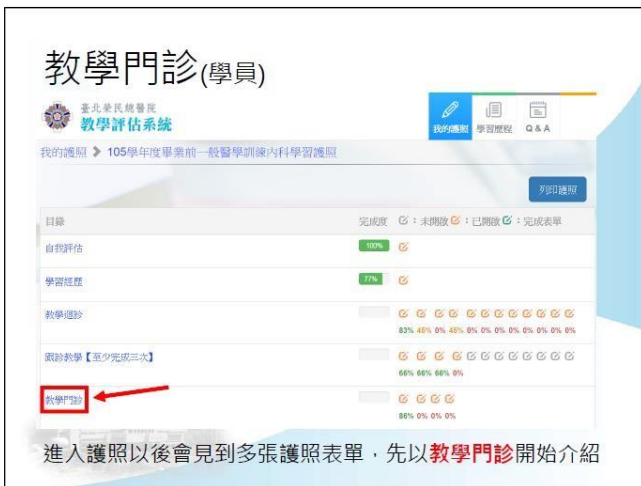 教學門診(學員)
臺北榮民總醫院
教學評估系統
我的護照 學習歷程 Q & A
我的護照 > 105學年度畢業前一般醫學訓練內科學習護照
列印護照
目錄 完成度 :未開啟 :已開啟 :完成表單
自我評估 100%
學習經歷 77%
教學迴診
83% 48% 0% 48% 0% 0% 0% 0% 0% 0% 0% 0%
跟診教學【至少完成三次】
66% 66% 66% 0%
教學門診
86% 0% 0% 0%
進入護照以後會見到多張護照表單,先以教學門診開始介紹